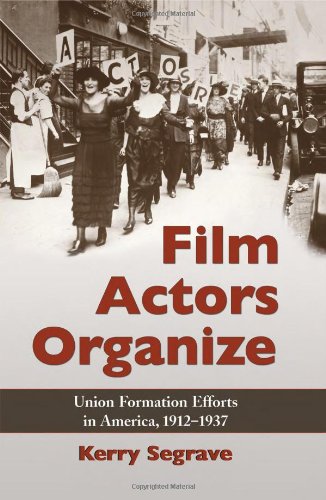 A C T O S R E
Film
Actors
Organize
Union Formation Efforts
in America, 1912–1937
Kerry Segrave